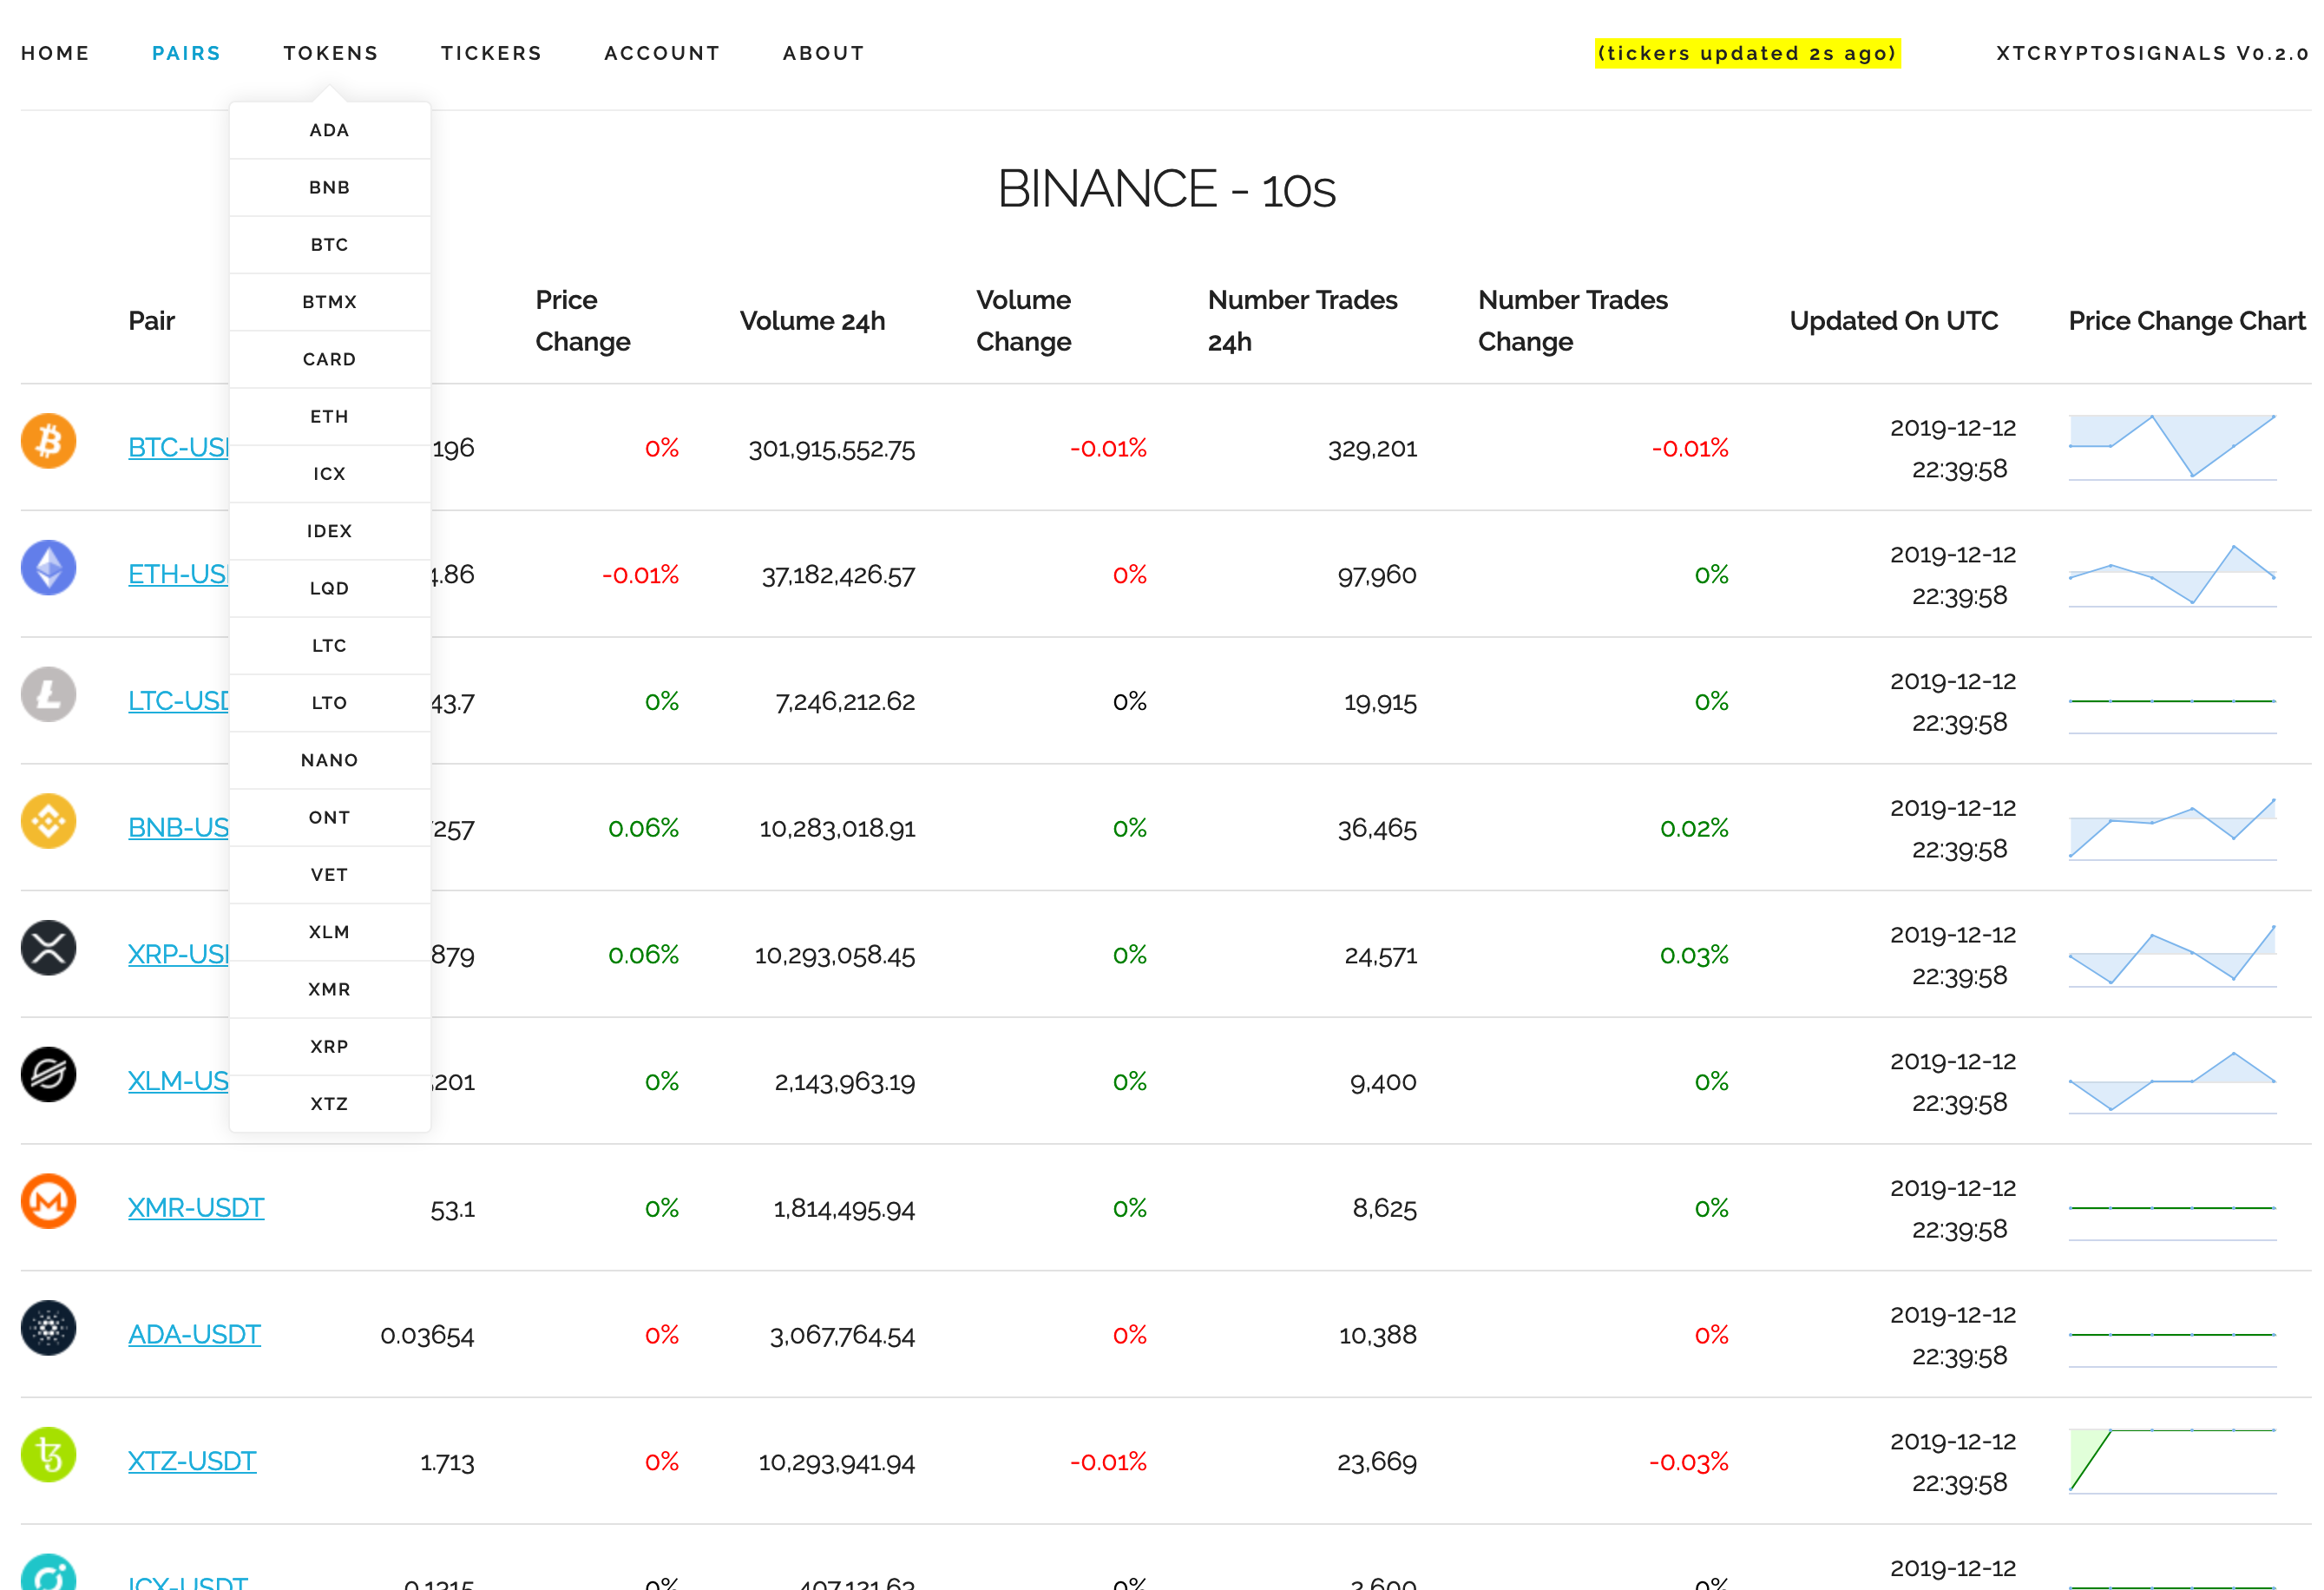 HOME PAIRS TOKENS TICKERS ACCOUNT ABOUT (tickers updated 2s ago) XTCRYPTOSIGNALS V0.2.0
ADA
BNB
BTC
BTMX
CARD
ETH
ICX
IDEX
LQD
LTC
LTO
NANO
ONT
VET
XLM
XMR
XRP
XTZ
BINANCE - 10s
Pair Price Change Volume 24h Volume Change Number Trades 24h Number Trades Change Updated On UTC Price Change Chart
BTC-US 196 0% 301,915,552.75 -0.01% 329,201 -0.01% 2019-12-12
22:39:58
ETH-US 4.86 -0.01% 37,182,426.57 0% 97,960 0% 2019-12-12
22:39:58
LTC-USD 43.7 0% 7,246,212.62 0% 19,915 0% 2019-12-12
22:39:58
BNB-US 257 0.06% 10,283,018.91 0% 36,465 0.02% 2019-12-12
22:39:58
XRP-US 879 0.06% 10,293,058.45 0% 24,571 0.03% 2019-12-12
22:39:58
XLM-US 201 0% 2,143,963.19 0% 9,400 0% 2019-12-12
22:39:58
XMR-USDT 53.1 0% 1,814,495.94 0% 8,625 0% 2019-12-12
22:39:58
ADA-USDT 0.03654 0% 3,067,764.54 0% 10,388 0% 2019-12-12
22:39:58
XTZ-USDT 1.713 0% 10,293,941.94 -0.01% 23,669 -0.03% 2019-12-12
22:39:58
ICX-USDT 0.1215 0% 407,121.63 0% 2,600 0% 2019-12-12